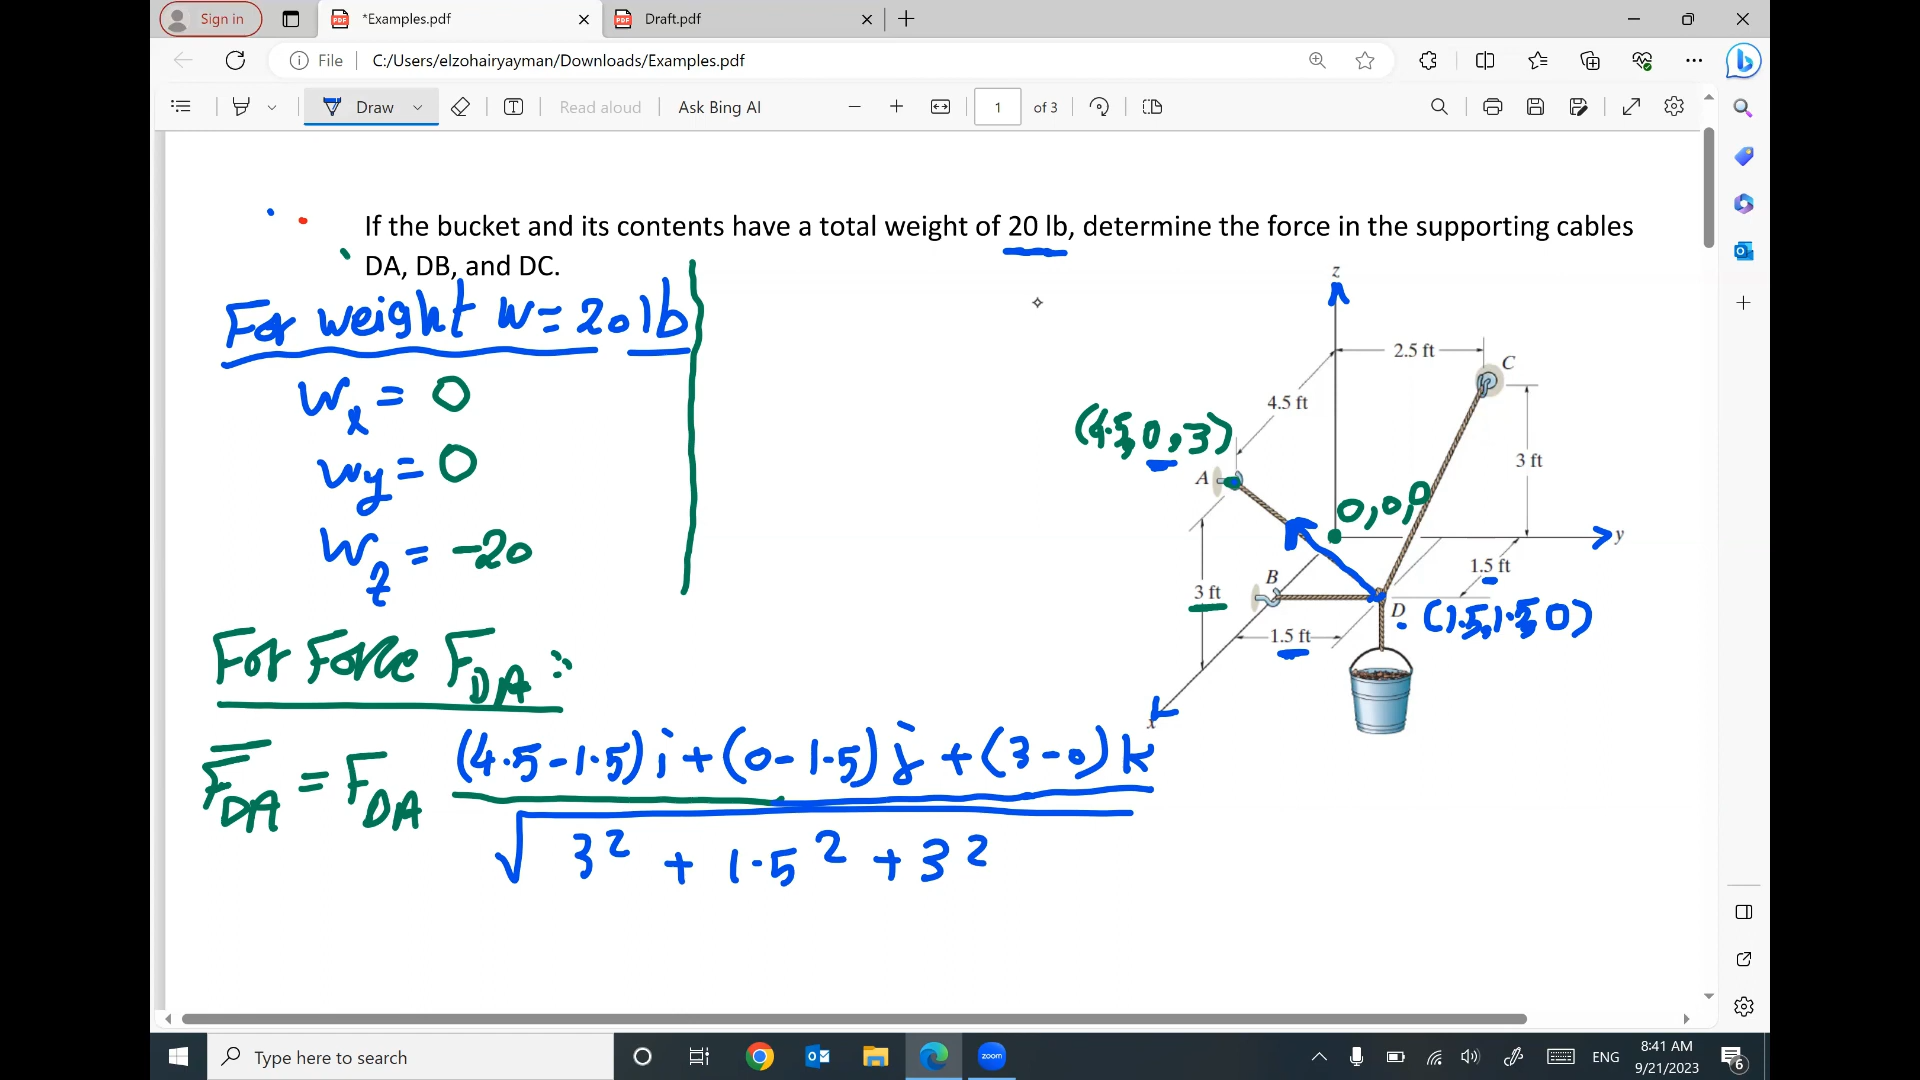 Sign in
*Examples.pdf
Draft.pdf
File
C:/Users/elzohairyayman/Downloads/Examples.pdf
Draw
Read aloud
Ask Bing AI
1 of 3
If the bucket and its contents have a total weight of 20 lb, determine the force in the supporting cables
DA, DB, and DC.
For weight W = 20 lb
Wx = 0
Wy = 0
Wz = -20
For Force F_DA :
F_DA = F_DA (4.5-1.5) i + (0-1.5) j + (3-0) k
√ 3² + 1.5² + 3²
z
2.5 ft
C
4.5 ft
(4.5, 0, 3)
3 ft
A
0,0,0
y
B
1.5 ft
3 ft
D
(1.5, 1.5, 0)
1.5 ft
x
Type here to search
zoom
ENG
8:41 AM
9/21/2023
6